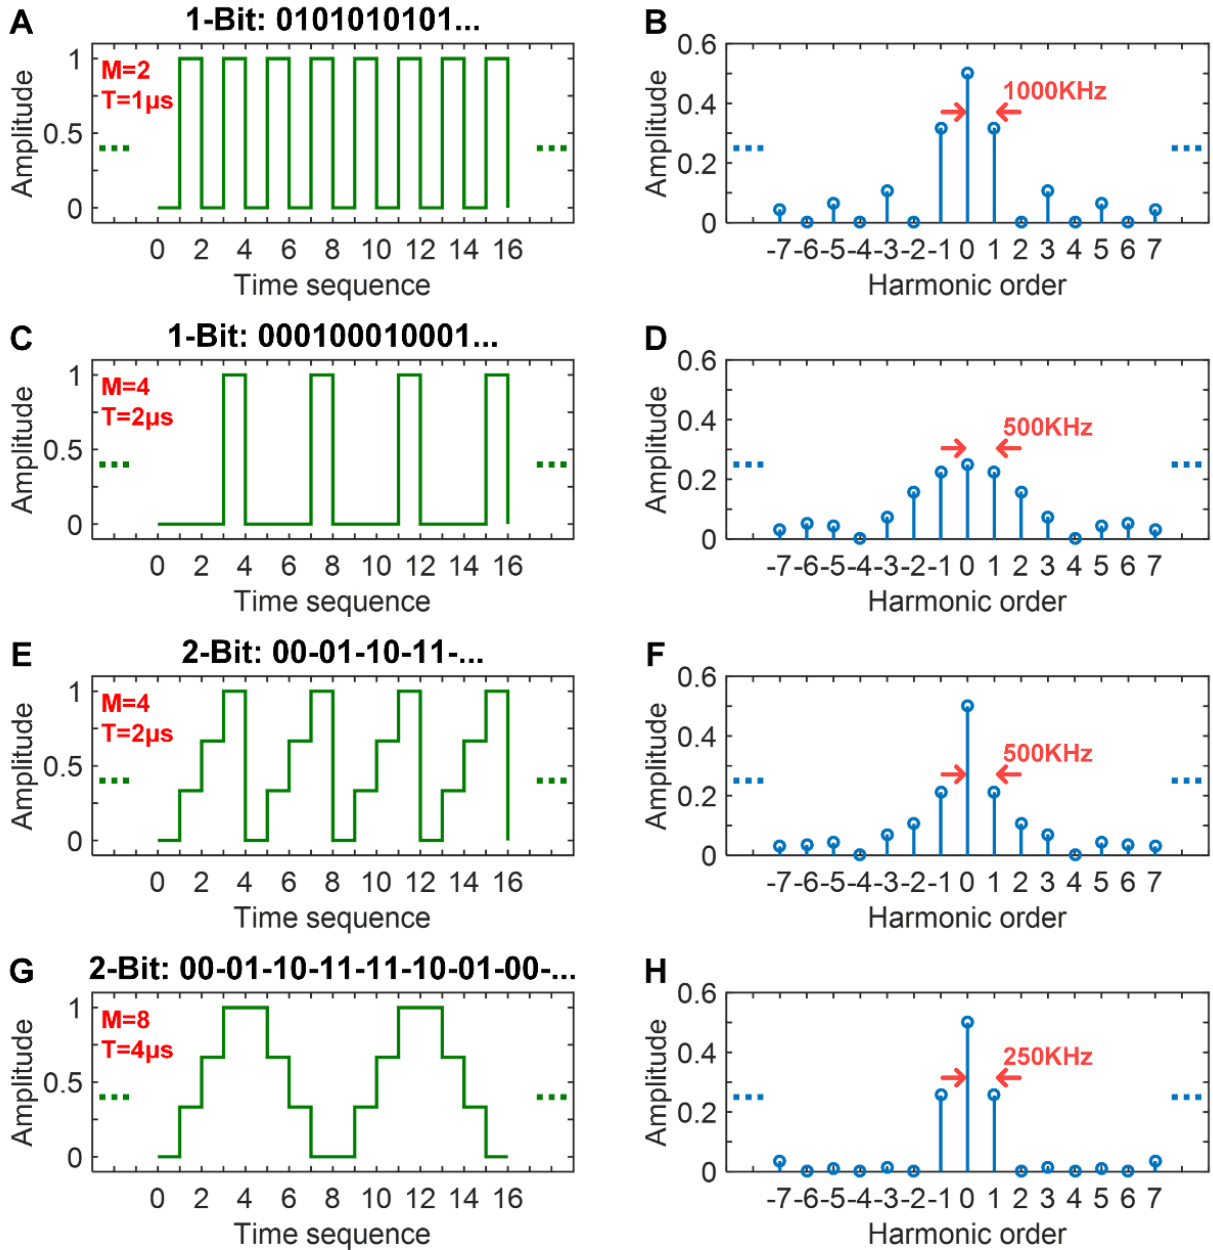 A
1-Bit: 0101010101...
M=2
T=1µs
Amplitude
1
0.5
0
0 2 4 6 8 10 12 14 16
Time sequence
B
1000KHz
Amplitude
0.6
0.4
0.2
0
-7 -6 -5 -4 -3 -2 -1 0 1 2 3 4 5 6 7
Harmonic order
C
1-Bit: 000100010001...
M=4
T=2µs
Amplitude
1
0.5
0
0 2 4 6 8 10 12 14 16
Time sequence
D
500KHz
Amplitude
0.6
0.4
0.2
0
-7 -6 -5 -4 -3 -2 -1 0 1 2 3 4 5 6 7
Harmonic order
E
2-Bit: 00-01-10-11-...
M=4
T=2µs
Amplitude
1
0.5
0
0 2 4 6 8 10 12 14 16
Time sequence
F
500KHz
Amplitude
0.6
0.4
0.2
0
-7 -6 -5 -4 -3 -2 -1 0 1 2 3 4 5 6 7
Harmonic order
G
2-Bit: 00-01-10-11-11-10-01-00-...
M=8
T=4µs
Amplitude
1
0.5
0
0 2 4 6 8 10 12 14 16
Time sequence
H
250KHz
Amplitude
0.6
0.4
0.2
0
-7 -6 -5 -4 -3 -2 -1 0 1 2 3 4 5 6 7
Harmonic order